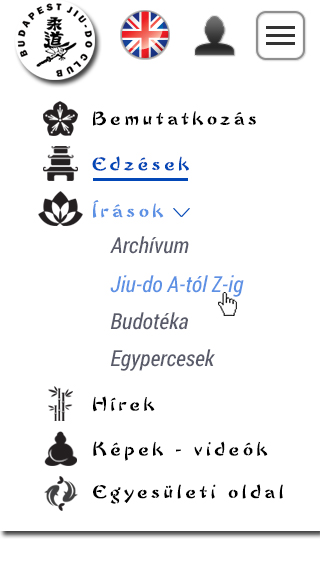 BUDAPEST JIU-DO CLUB
柔道
Bemutatkozás
Edzések
Írások
Archívum
Jiu-do A-tól Z-ig
Budotéka
Egypercesek
Hírek
Képek - videók
Egyesületi oldal